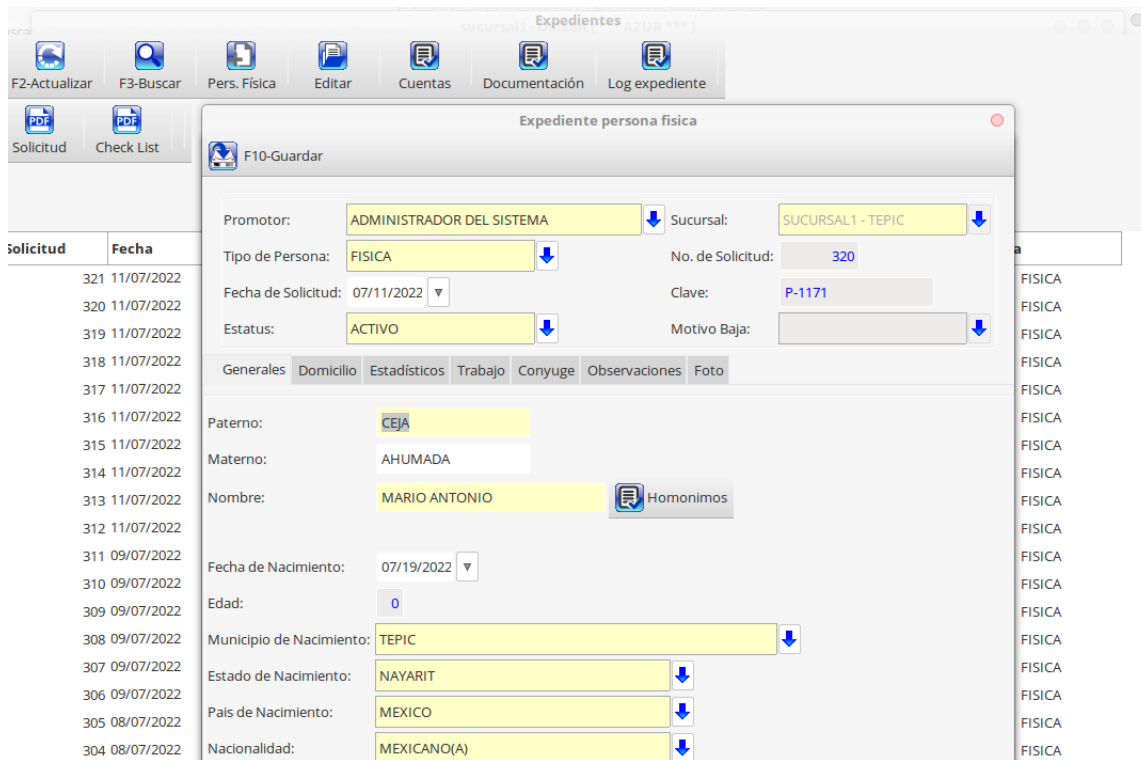 Expedientes
F2-Actualizar F3-Buscar Pers. Física Editar Cuentas Documentación Log expediente
Solicitud Check List
Expediente persona fisica
F10-Guardar
Promotor: ADMINISTRADOR DEL SISTEMA Sucursal: SUCURSAL1 - TEPIC
Tipo de Persona: FISICA No. de Solicitud: 320
Fecha de Solicitud: 07/11/2022 Clave: P-1171
Estatus: ACTIVO Motivo Baja:
Generales Domicilio Estadísticos Trabajo Conyuge Observaciones Foto
Paterno: CEJA
Materno: AHUMADA
Nombre: MARIO ANTONIO Homonimos
Fecha de Nacimiento: 07/19/2022
Edad: 0
Municipio de Nacimiento: TEPIC
Estado de Nacimiento: NAYARIT
Pais de Nacimiento: MEXICO
Nacionalidad: MEXICANO(A)
Solicitud Fecha a
321 11/07/2022 FISICA
320 11/07/2022 FISICA
319 11/07/2022 FISICA
318 11/07/2022 FISICA
317 11/07/2022 FISICA
316 11/07/2022 FISICA
315 11/07/2022 FISICA
314 11/07/2022 FISICA
313 11/07/2022 FISICA
312 11/07/2022 FISICA
311 09/07/2022 FISICA
310 09/07/2022 FISICA
309 09/07/2022 FISICA
308 09/07/2022 FISICA
307 09/07/2022 FISICA
306 09/07/2022 FISICA
305 08/07/2022 FISICA
304 08/07/2022 FISICA